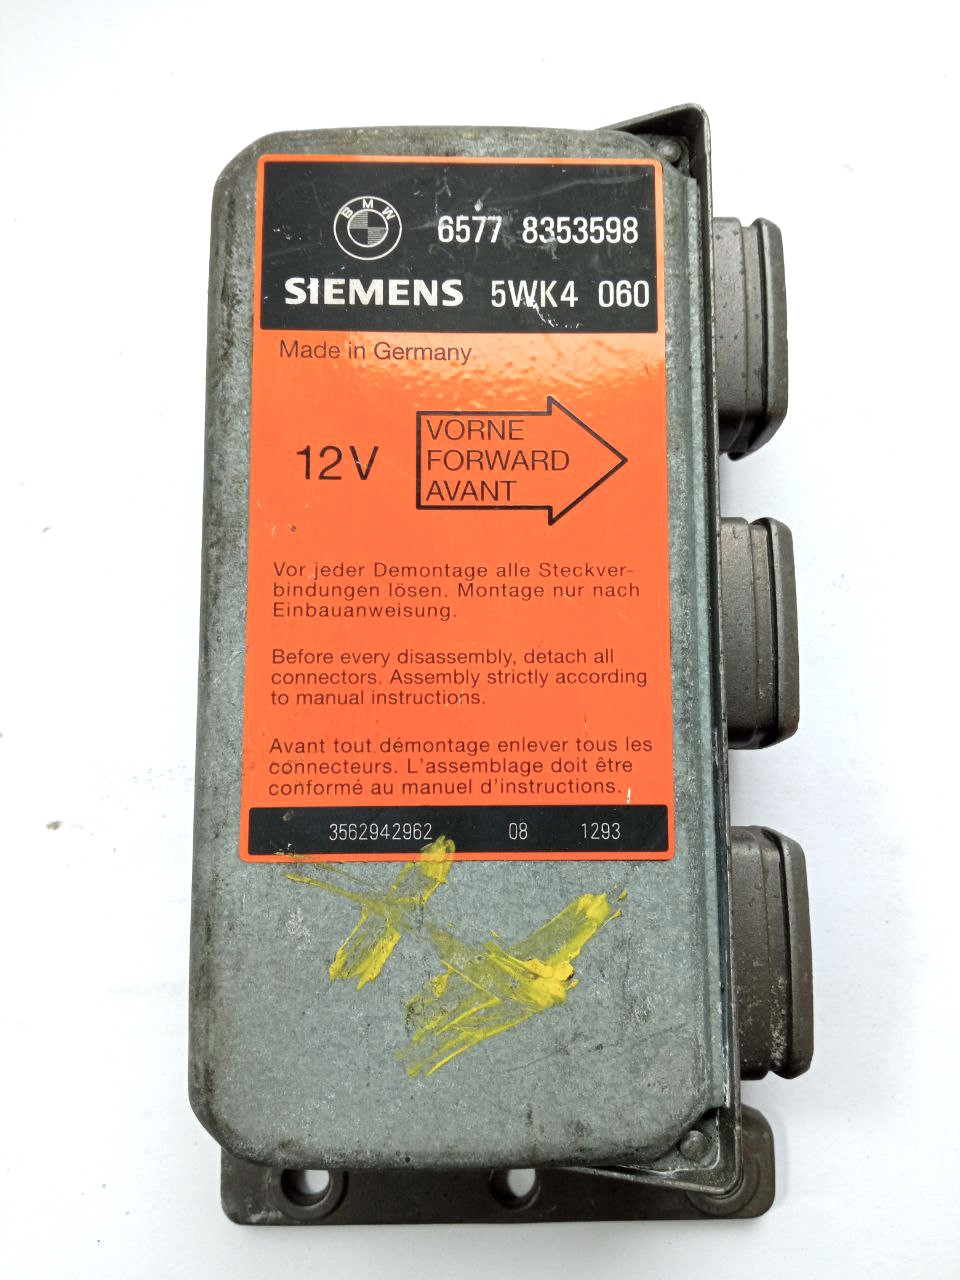 BMW
6577 8353598
SIEMENS 5WK4 060
Made in Germany
12V
VORNE
FORWARD
AVANT
Vor jeder Demontage alle Steckver-
bindungen lösen. Montage nur nach
Einbauanweisung.
Before every disassembly, detach all
connectors. Assembly strictly according
to manual instructions.
Avant tout démontage enlever tous les
connecteurs. L'assemblage doit être
conformé au manuel d'instructions.
3562942962 08 1293